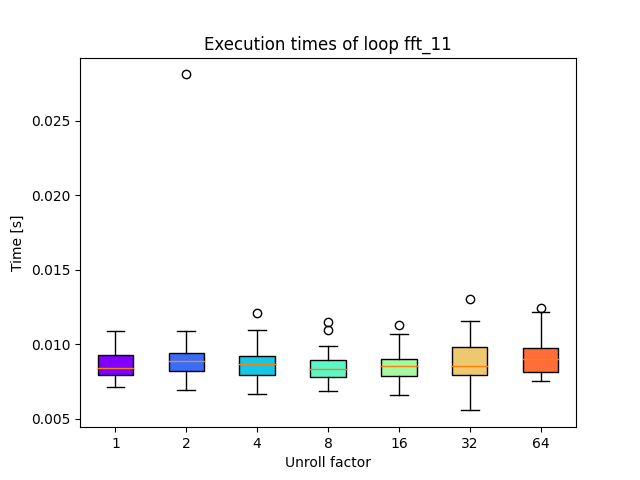 Execution times of loop fft_11
Time [s]
0.025
0.020
0.015
0.010
0.005
1 2 4 8 16 32 64
Unroll factor